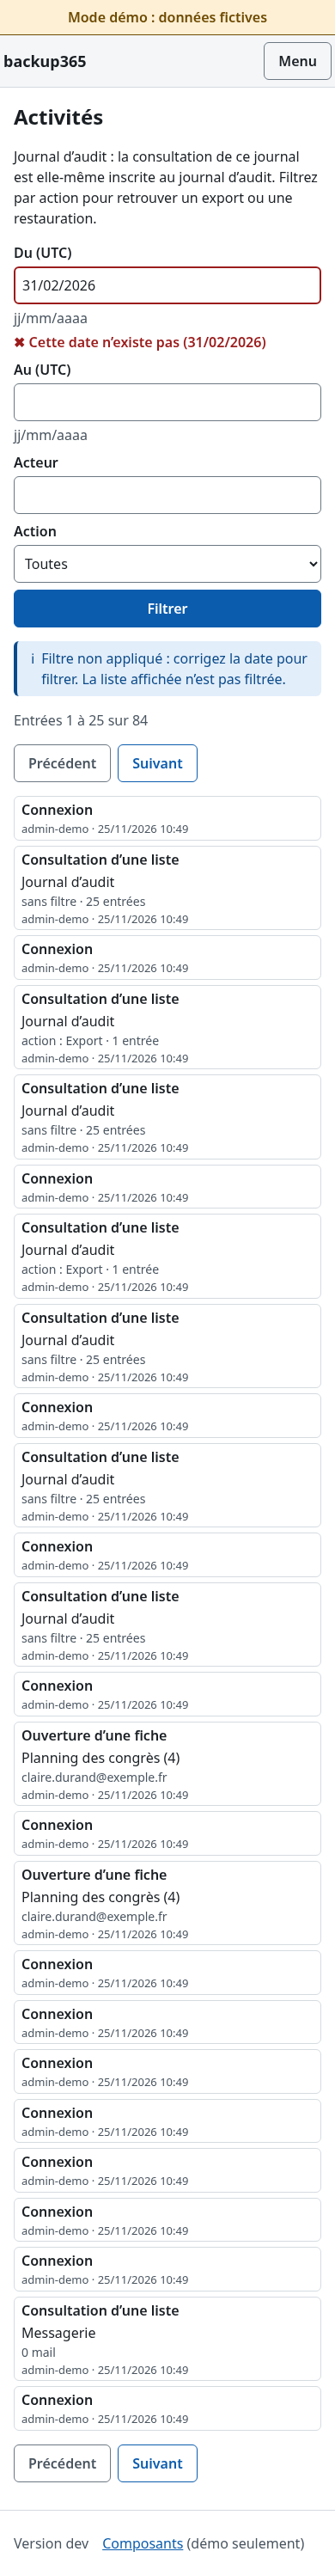 Mode démo : données fictives
backup365
Menu
Activités
Journal d’audit : la consultation de ce journal
est elle-même inscrite au journal d’audit. Filtrez
par action pour retrouver un export ou une
restauration.
Du (UTC)
31/02/2026
jj/mm/aaaa
✖ Cette date n’existe pas (31/02/2026)
Au (UTC)
jj/mm/aaaa
Acteur
Action
Toutes
Filtrer
i Filtre non appliqué : corrigez la date pour
filtrer. La liste affichée n’est pas filtrée.
Entrées 1 à 25 sur 84
Précédent
Suivant
Connexion
admin-demo · 25/11/2026 10:49
Consultation d’une liste
Journal d’audit
sans filtre · 25 entrées
admin-demo · 25/11/2026 10:49
Connexion
admin-demo · 25/11/2026 10:49
Consultation d’une liste
Journal d’audit
action : Export · 1 entrée
admin-demo · 25/11/2026 10:49
Consultation d’une liste
Journal d’audit
sans filtre · 25 entrées
admin-demo · 25/11/2026 10:49
Connexion
admin-demo · 25/11/2026 10:49
Consultation d’une liste
Journal d’audit
action : Export · 1 entrée
admin-demo · 25/11/2026 10:49
Consultation d’une liste
Journal d’audit
sans filtre · 25 entrées
admin-demo · 25/11/2026 10:49
Connexion
admin-demo · 25/11/2026 10:49
Consultation d’une liste
Journal d’audit
sans filtre · 25 entrées
admin-demo · 25/11/2026 10:49
Connexion
admin-demo · 25/11/2026 10:49
Consultation d’une liste
Journal d’audit
sans filtre · 25 entrées
admin-demo · 25/11/2026 10:49
Connexion
admin-demo · 25/11/2026 10:49
Ouverture d’une fiche
Planning des congrès (4)
claire.durand@exemple.fr
admin-demo · 25/11/2026 10:49
Connexion
admin-demo · 25/11/2026 10:49
Ouverture d’une fiche
Planning des congrès (4)
claire.durand@exemple.fr
admin-demo · 25/11/2026 10:49
Connexion
admin-demo · 25/11/2026 10:49
Connexion
admin-demo · 25/11/2026 10:49
Connexion
admin-demo · 25/11/2026 10:49
Connexion
admin-demo · 25/11/2026 10:49
Connexion
admin-demo · 25/11/2026 10:49
Connexion
admin-demo · 25/11/2026 10:49
Connexion
admin-demo · 25/11/2026 10:49
Consultation d’une liste
Messagerie
0 mail
admin-demo · 25/11/2026 10:49
Connexion
admin-demo · 25/11/2026 10:49
Précédent
Suivant
Version dev Composants (démo seulement)